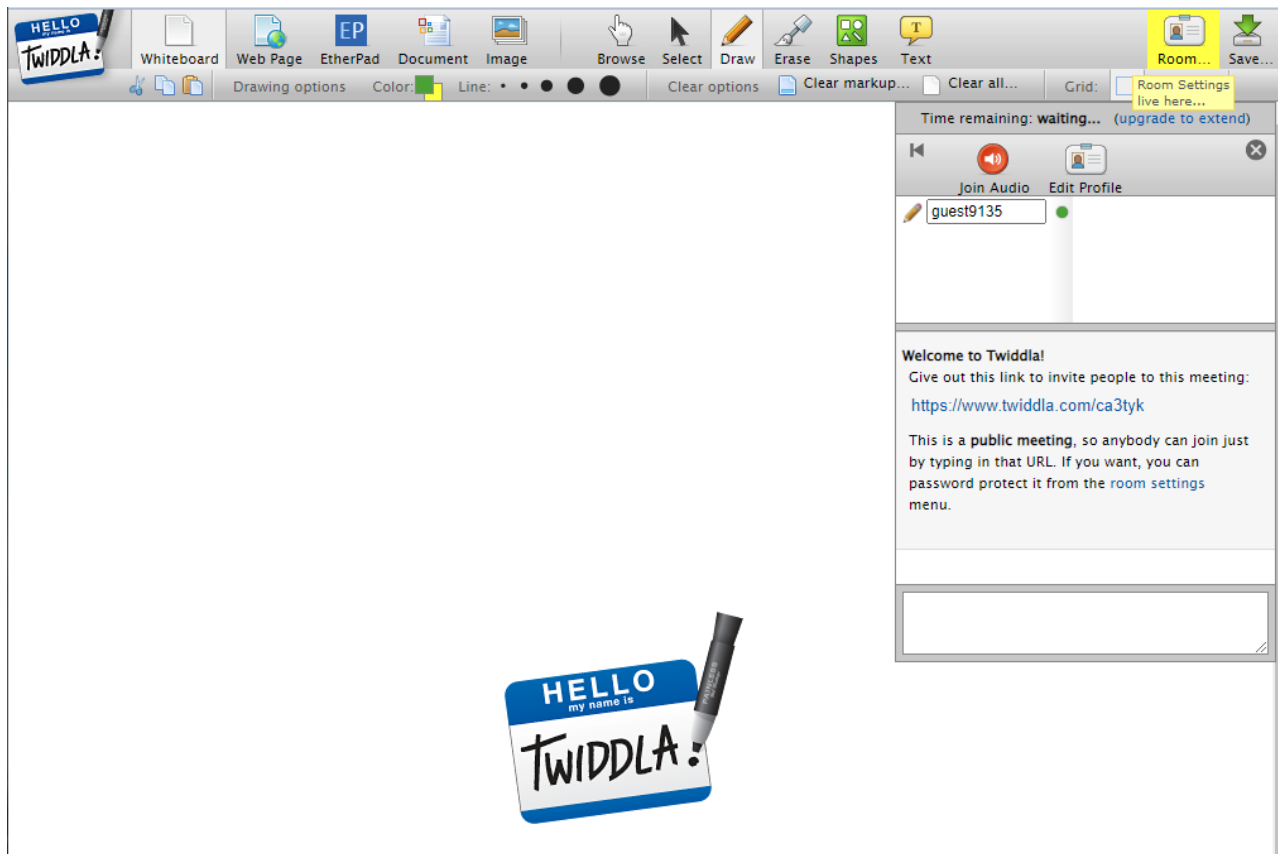 HELLO
my name is
TWIDDLA!
Whiteboard Web Page EtherPad Document Image Browse Select Draw Erase Shapes Text Room... Save...
EP
T
Drawing options Color: Line: Clear options Clear markup... Clear all... Grid:
Room Settings
live here...
Time remaining: waiting... (upgrade to extend)
Join Audio Edit Profile
guest9135
Welcome to Twiddla!
Give out this link to invite people to this meeting:
https://www.twiddla.com/ca3tyk
This is a public meeting, so anybody can join just
by typing in that URL. If you want, you can
password protect it from the room settings
menu.
HELLO
my name is
TWIDDLA!
PAINLESS